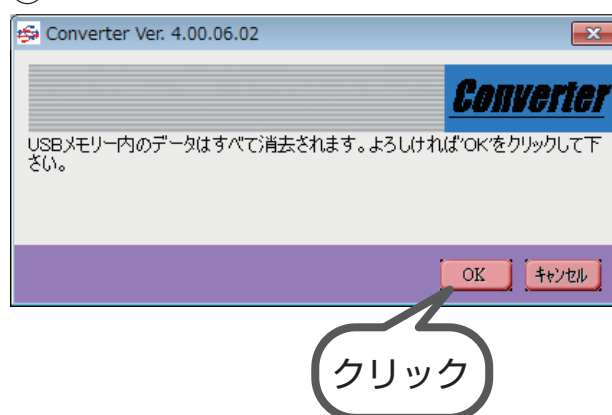 Converter Ver. 4.00.06.02
Converter
USBメモリー内のデータはすべて消去されます。よろしければ'OK'をクリックして下
さい。
OK キャンセル
クリック